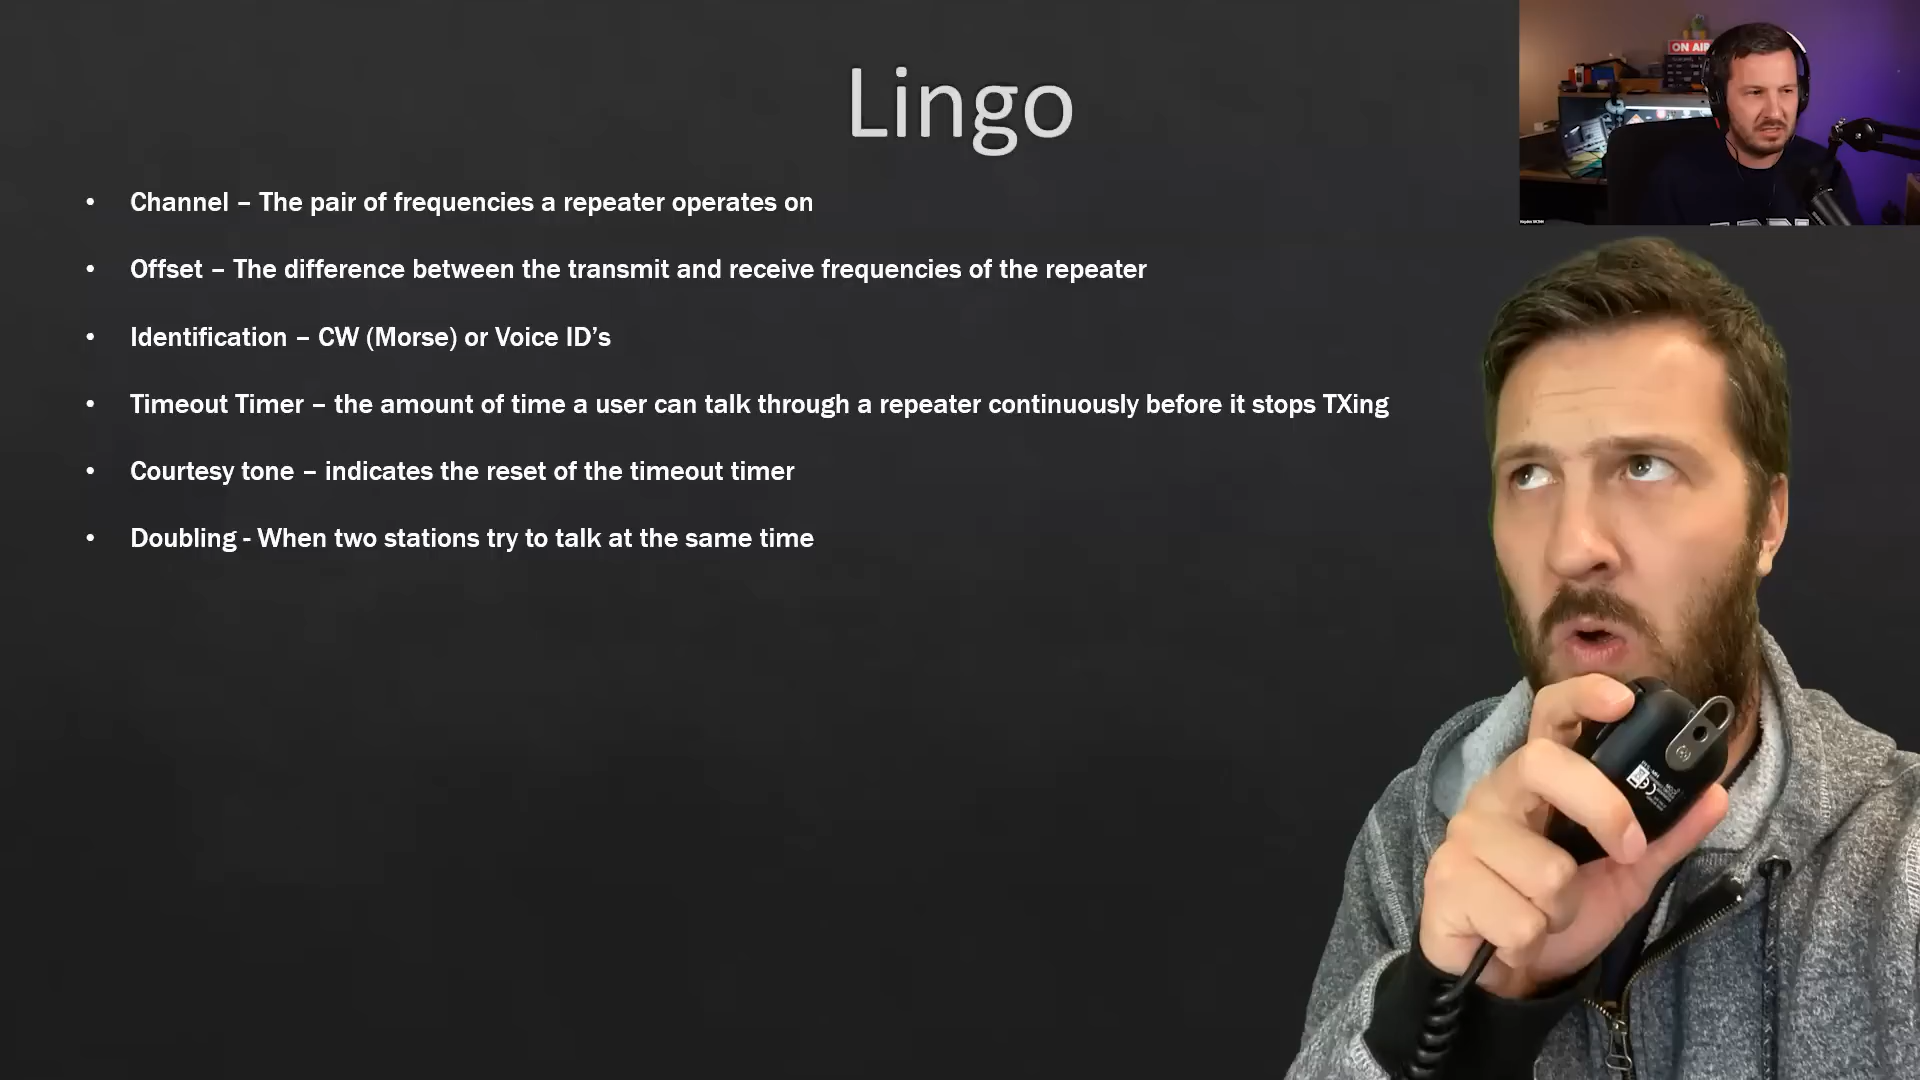 Lingo
ON AIR
• Channel – The pair of frequencies a repeater operates on
• Offset – The difference between the transmit and receive frequencies of the repeater
• Identification – CW (Morse) or Voice ID’s
• Timeout Timer – the amount of time a user can talk through a repeater continuously before it stops TXing
• Courtesy tone – indicates the reset of the timeout timer
• Doubling - When two stations try to talk at the same time